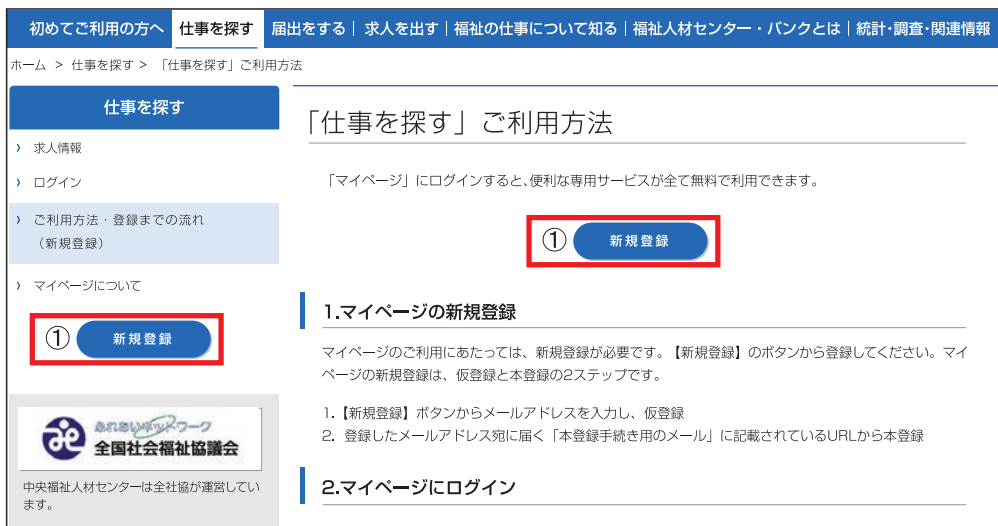 初めてご利用の方へ 仕事を探す 届出をする｜ 求人を出す｜福祉の仕事について知る｜福祉人材センター・バンクとは｜統計・調査・関連情報
ホーム > 仕事を探す > 「仕事を探す」ご利用方法
仕事を探す
求人情報
ログイン
ご利用方法・登録までの流れ
（新規登録）
マイページについて
① 新規登録
ふれあいネットワーク
全国社会福祉協議会
中央福祉人材センターは全社協が運営してい
ます。
「仕事を探す」ご利用方法
「マイページ」にログインすると、便利な専用サービスが全て無料で利用できます。
① 新規登録
1.マイページの新規登録
マイページのご利用にあたっては、新規登録が必要です。【新規登録】のボタンから登録してください。マイ
ページの新規登録は、仮登録と本登録の2ステップです。
1.【新規登録】ボタンからメールアドレスを入力し、仮登録
2. 登録したメールアドレス宛に届く「本登録手続き用のメール」に記載されているURLから本登録
2.マイページにログイン